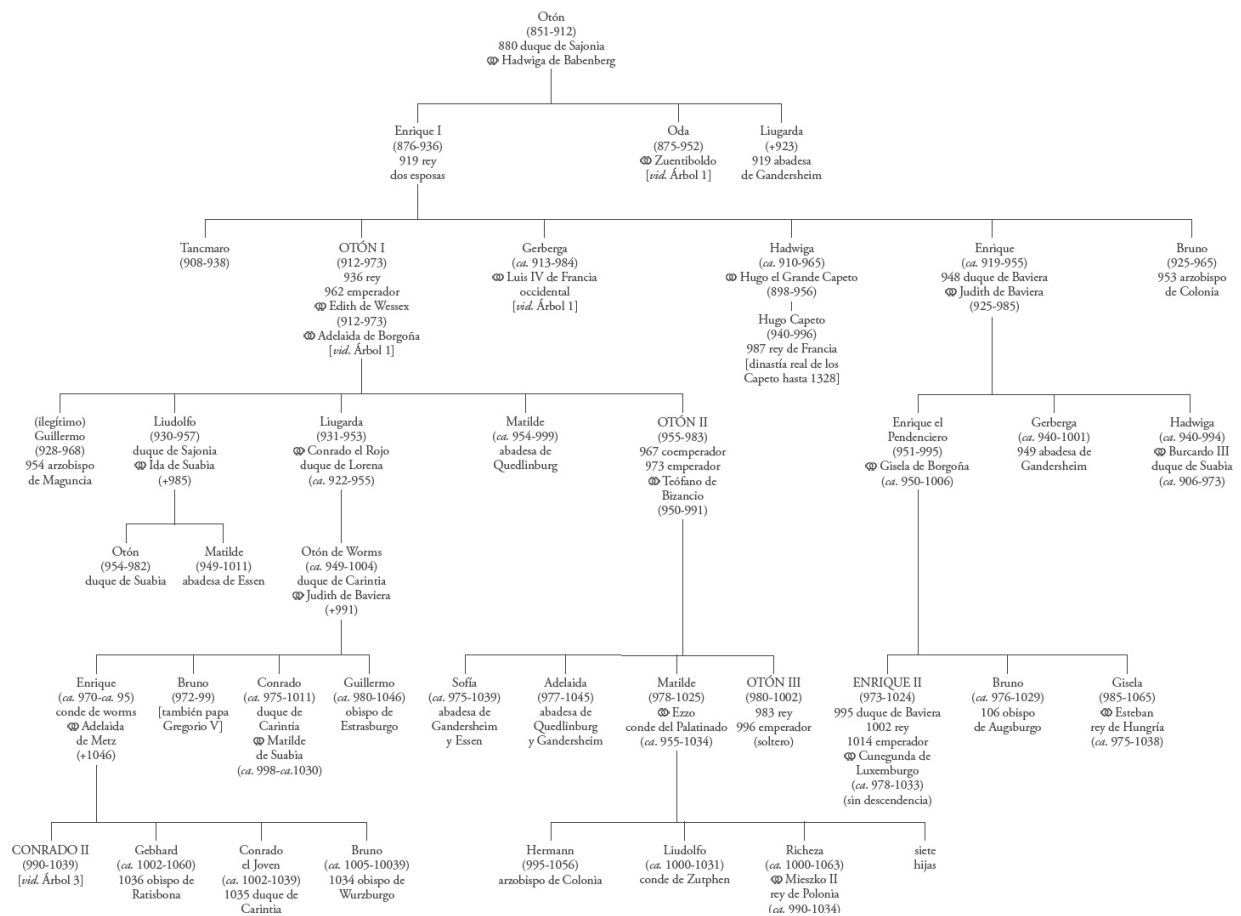 Otón
(851-912)
880 duque de Sajonia
⚭ Hadwiga de Babenberg
Enrique I
(876-936)
919 rey
dos esposas
Oda
(875-952)
⚭ Zuentiboldo
[vid. Árbol 1]
Liugarda
(+923)
919 abadesa
de Gandersheim
Tancmaro
(908-938)
OTÓN I
(912-973)
936 rey
962 emperador
⚭ Edith de Wessex
(912-973)
⚭ Adelaida de Borgoña
[vid. Árbol 1]
Gerberga
(ca. 913-984)
⚭ Luis IV de Francia
occidental
[vid. Árbol 1]
Hadwiga
(ca. 910-965)
⚭ Hugo el Grande Capeto
(898-956)
Hugo Capeto
(940-996)
987 rey de Francia
[dinastía real de los
Capeto hasta 1328]
Enrique
(ca. 919-955)
948 duque de Baviera
⚭ Judith de Baviera
(925-985)
Bruno
(925-965)
953 arzobispo
de Colonia
(ilegítimo)
Guillermo
(928-968)
954 arzobispo
de Maguncia
Liudolfo
(930-957)
duque de Sajonia
⚭ Ida de Suabia
(+985)
Liugarda
(931-953)
⚭ Conrado el Rojo
duque de Lorena
(ca. 922-955)
Matilde
(ca. 954-999)
abadesa de
Quedlinburg
OTÓN II
(955-983)
967 coemperador
973 emperador
⚭ Teófano de
Bizancio
(950-991)
Enrique el
Pendenciero
(951-995)
⚭ Gisela de Borgoña
(ca. 950-1006)
Gerberga
(ca. 940-1001)
949 abadesa de
Gandersheim
Hadwiga
(ca. 940-994)
⚭ Burcardo III
duque de Suabia
(ca. 906-973)
Otón
(954-982)
duque de Suabia
Matilde
(949-1011)
abadesa de Essen
Otón de Worms
(ca. 949-1004)
duque de Carintia
⚭ Judith de Baviera
(+991)
Enrique
(ca. 970-ca. 95)
conde de worms
⚭ Adelaida
de Metz
(+1046)
Bruno
(972-99)
[también papa
Gregorio V]
Conrado
(ca. 975-1011)
duque de
Carintia
⚭ Matilde
de Suabia
(ca. 998-ca.1030)
Guillermo
(ca. 980-1046)
obispo de
Estrasburgo
Sofía
(ca. 975-1039)
abadesa de
Gandersheim
y Essen
Adelaida
(977-1045)
abadesa de
Quedlinburg
y Gandersheim
Matilde
(978-1025)
⚭ Ezzo
conde del Palatinado
(ca. 955-1034)
OTÓN III
(980-1002)
983 rey
996 emperador
(soltero)
ENRIQUE II
(973-1024)
995 duque de Baviera
1002 rey
1014 emperador
⚭ Cunegunda de
Luxemburgo
(ca. 978-1033)
(sin descendencia)
Bruno
(ca. 976-1029)
106 obispo
de Augsburgo
Gisela
(985-1065)
⚭ Esteban
rey de Hungría
(ca. 975-1038)
CONRADO II
(990-1039)
[vid. Árbol 3]
Gebhard
(ca. 1002-1060)
1036 obispo de
Ratisbona
Conrado
el Joven
(ca. 1002-1039)
1035 duque de
Carintia
Bruno
(ca. 1005-10039)
1034 obispo de
Wurzburgo
Hermann
(995-1056)
arzobispo de Colonia
Liudolfo
(ca. 1000-1031)
conde de Zutphen
Richeza
(ca. 1000-1063)
⚭ Mieszko II
rey de Polonia
(ca. 990-1034)
siete
hijas